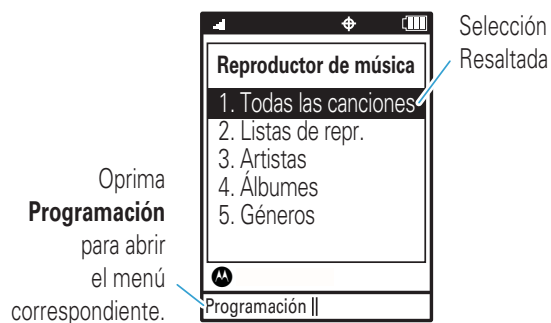 Selección
Resaltada
Reproductor de música
1. Todas las canciones
2. Listas de repr.
3. Artistas
4. Álbumes
5. Géneros
Oprima
Programación
para abrir
el menú
correspondiente.
Programación ||